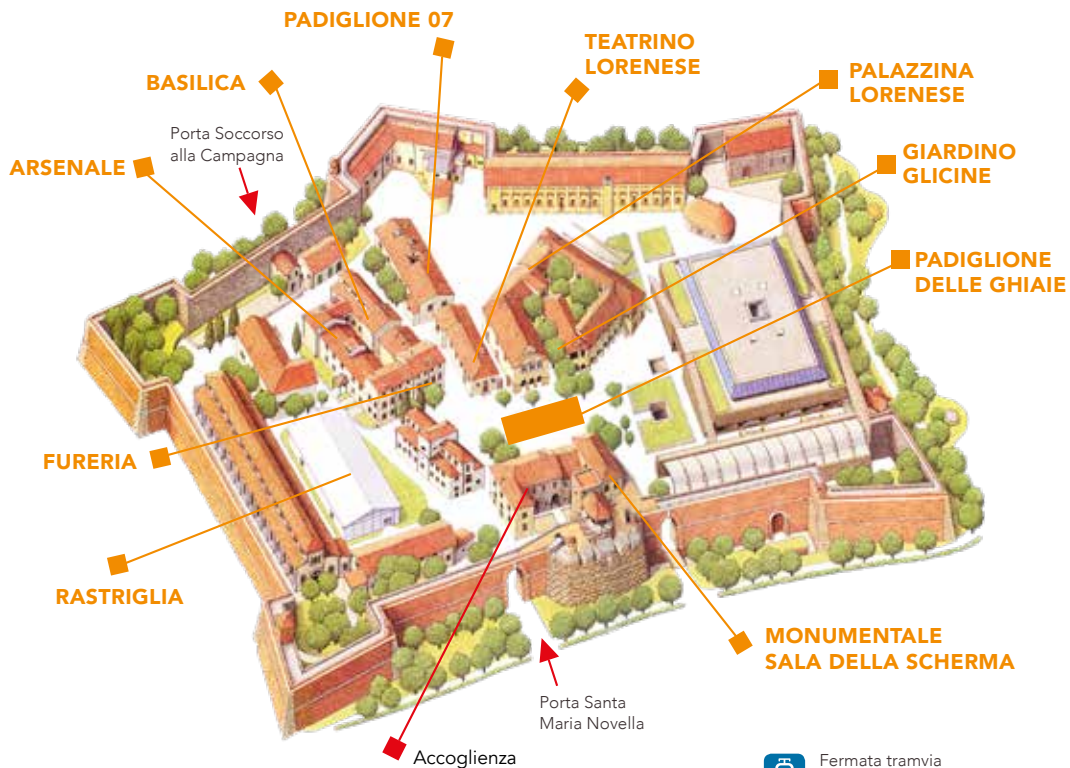 PADIGLIONE 07
TEATRINO
LORENESE
BASILICA
PALAZZINA
LORENESE
Porta Soccorso
alla Campagna
ARSENALE
GIARDINO
GLICINE
PADIGLIONE
DELLE GHIAIE
FURERIA
RASTRIGLIA
MONUMENTALE
SALA DELLA SCHERMA
Porta Santa
Maria Novella
Accoglienza
Fermata tramvia